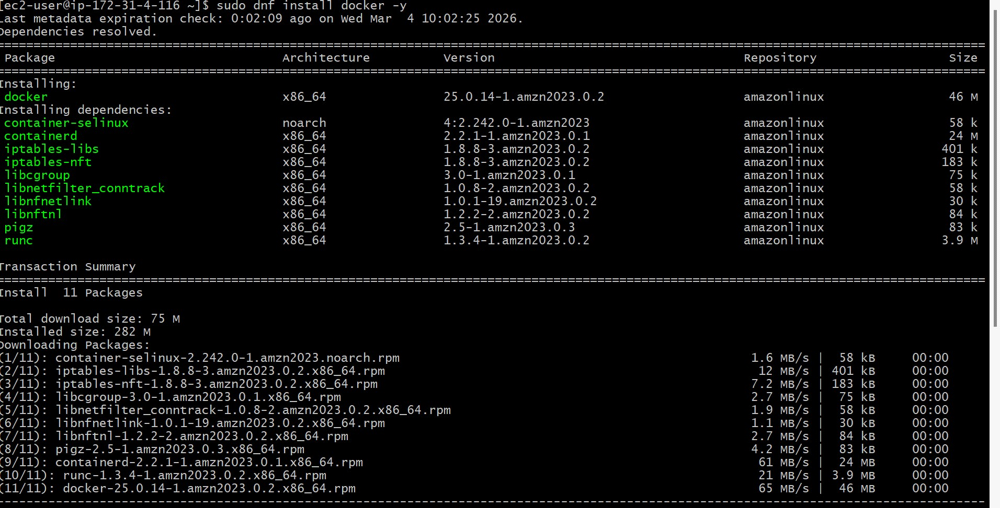 [ec2-user@ip-172-31-4-116 ~]$ sudo dnf install docker -y
Last metadata expiration check: 0:02:09 ago on Wed Mar  4 10:02:25 2026.
Dependencies resolved.
================================================================================
Package Architecture Version Repository Size
================================================================================
Installing:
docker x86_64 25.0.14-1.amzn2023.0.2 amazonlinux 46 M
Installing dependencies:
container-selinux noarch 4:2.242.0-1.amzn2023 amazonlinux 58 k
containerd x86_64 2.2.1-1.amzn2023.0.1 amazonlinux 24 M
iptables-libs x86_64 1.8.8-3.amzn2023.0.2 amazonlinux 401 k
iptables-nft x86_64 1.8.8-3.amzn2023.0.2 amazonlinux 183 k
libcgroup x86_64 3.0-1.amzn2023.0.1 amazonlinux 75 k
libnetfilter_conntrack x86_64 1.0.8-2.amzn2023.0.2 amazonlinux 58 k
libnfnetlink x86_64 1.0.1-19.amzn2023.0.2 amazonlinux 30 k
libnftnl x86_64 1.2.2-2.amzn2023.0.2 amazonlinux 84 k
pigz x86_64 2.5-1.amzn2023.0.3 amazonlinux 83 k
runc x86_64 1.3.4-1.amzn2023.0.2 amazonlinux 3.9 M
Transaction Summary
================================================================================
Install  11 Packages
Total download size: 75 M
Installed size: 282 M
Downloading Packages:
(1/11): container-selinux-2.242.0-1.amzn2023.noarch.rpm 1.6 MB/s |  58 kB 00:00
(2/11): iptables-libs-1.8.8-3.amzn2023.0.2.x86_64.rpm 12 MB/s | 401 kB 00:00
(3/11): iptables-nft-1.8.8-3.amzn2023.0.2.x86_64.rpm 7.2 MB/s | 183 kB 00:00
(4/11): libcgroup-3.0-1.amzn2023.0.1.x86_64.rpm 2.7 MB/s |  75 kB 00:00
(5/11): libnetfilter_conntrack-1.0.8-2.amzn2023.0.2.x86_64.rpm 1.9 MB/s |  58 kB 00:00
(6/11): libnfnetlink-1.0.1-19.amzn2023.0.2.x86_64.rpm 1.1 MB/s |  30 kB 00:00
(7/11): libnftnl-1.2.2-2.amzn2023.0.2.x86_64.rpm 2.7 MB/s |  84 kB 00:00
(8/11): pigz-2.5-1.amzn2023.0.3.x86_64.rpm 4.2 MB/s |  83 kB 00:00
(9/11): containerd-2.2.1-1.amzn2023.0.1.x86_64.rpm 61 MB/s |  24 MB 00:00
(10/11): runc-1.3.4-1.amzn2023.0.2.x86_64.rpm 21 MB/s | 3.9 MB 00:00
(11/11): docker-25.0.14-1.amzn2023.0.2.x86_64.rpm 65 MB/s |  46 MB 00:00
--------------------------------------------------------------------------------